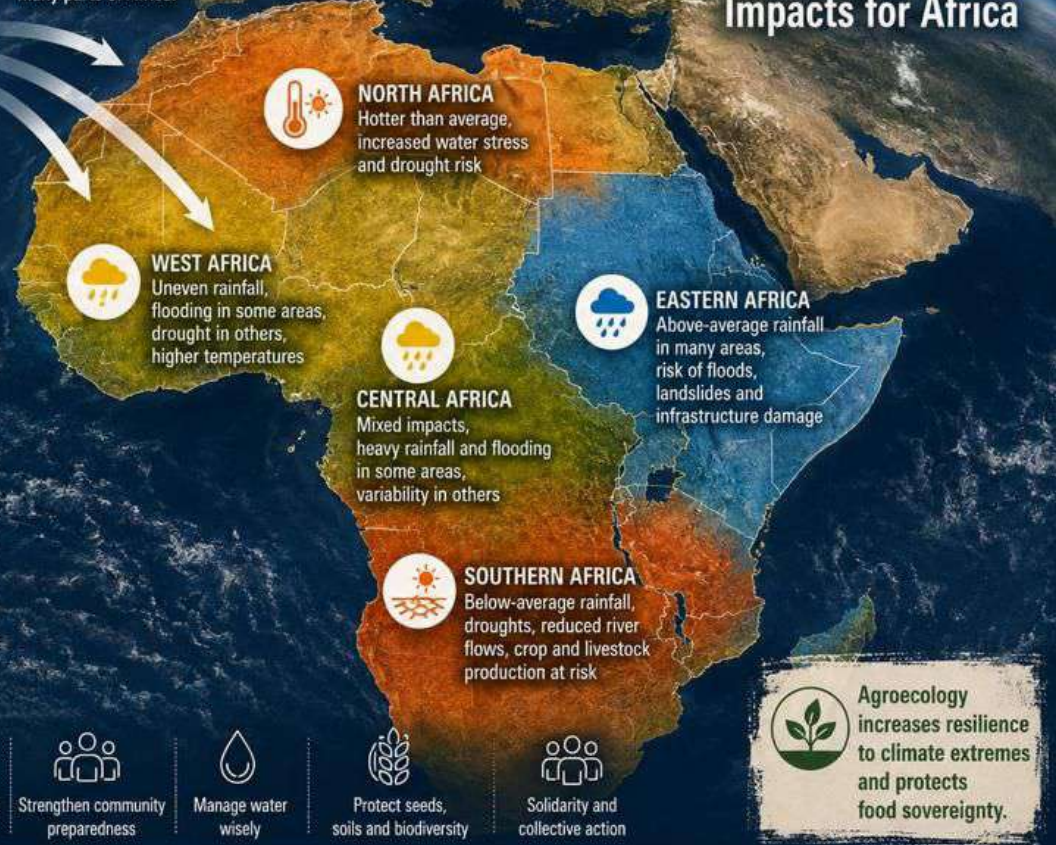 Impacts for Africa
NORTH AFRICA
Hotter than average,
increased water stress
and drought risk
WEST AFRICA
Uneven rainfall,
flooding in some areas,
drought in others,
higher temperatures
EASTERN AFRICA
Above-average rainfall
in many areas,
risk of floods,
landslides and
infrastructure damage
CENTRAL AFRICA
Mixed impacts,
heavy rainfall and flooding
in some areas,
variability in others
SOUTHERN AFRICA
Below-average rainfall,
droughts, reduced river
flows, crop and livestock
production at risk
Agroecology
increases resilience
to climate extremes
and protects
food sovereignty.
Strengthen community
preparedness
Manage water
wisely
Protect seeds,
soils and biodiversity
Solidarity and
collective action